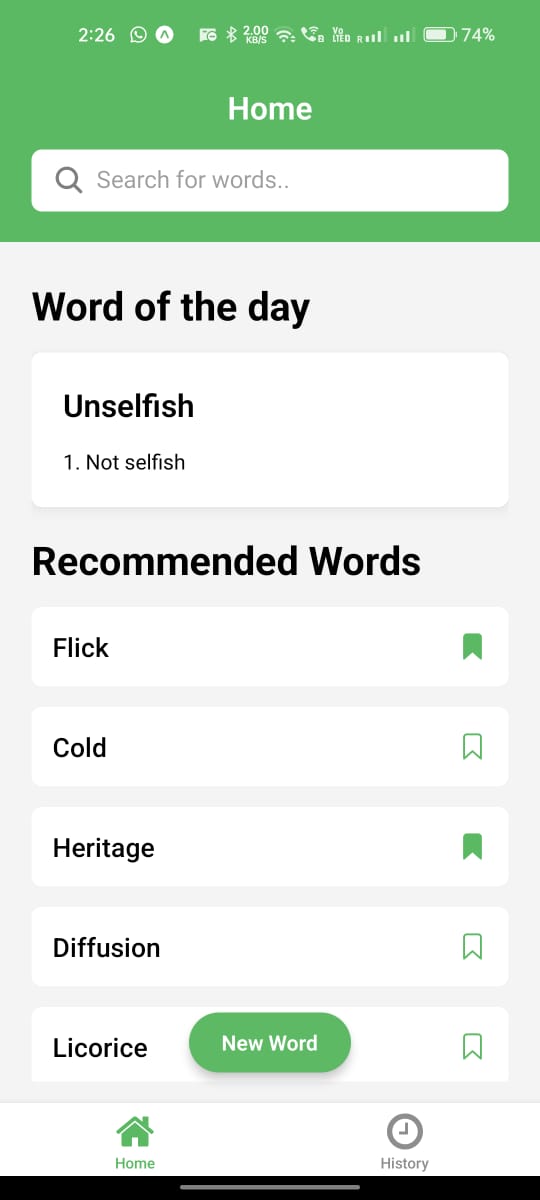 2:26 2.00 KB/S Vo LTED R 74%
Home
Search for words..
Word of the day
Unselfish
1. Not selfish
Recommended Words
Flick
Cold
Heritage
Diffusion
Licorice
New Word
Home
History